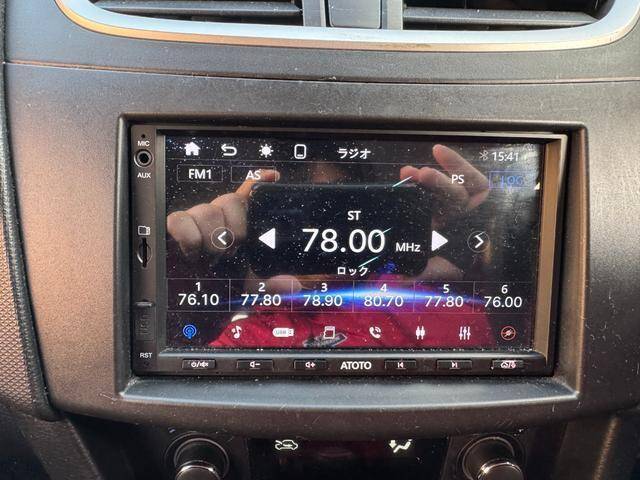 MIC
AUX
ラジオ
15:41
FM1 AS PS LOC
ST
78.00 MHz
ロック
1 2 3 4 5 6
76.10 77.80 78.90 80.70 77.80 76.00
RST
ATOTO